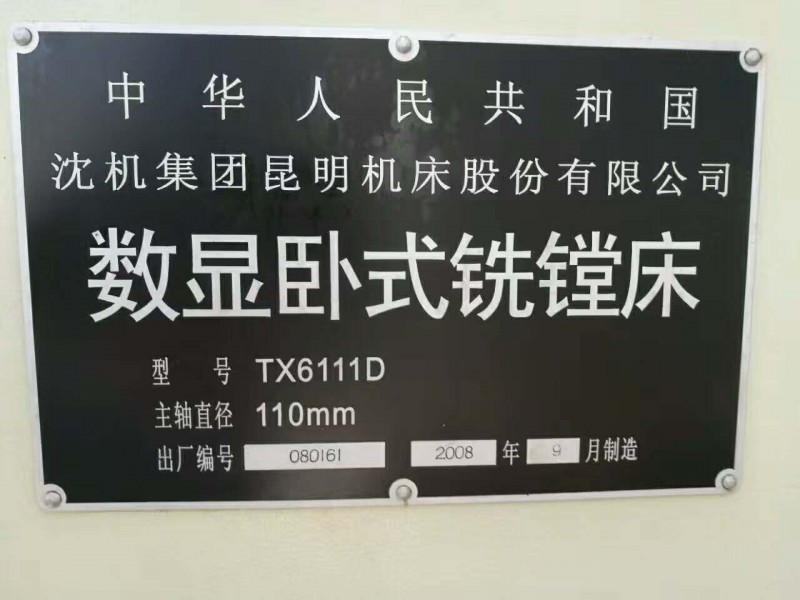 中华人民共和国
沈机集团昆明机床股份有限公司
数显卧式铣镗床
型 号 TX6111D
主轴直径 110mm
出厂编号 080161 2008 年 9 月制造